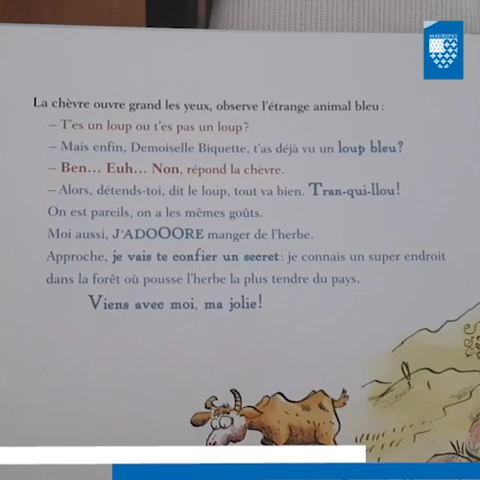 MAUREPAS
La chèvre ouvre grand les yeux, observe l'étrange animal bleu :
– T'es un loup ou t'es pas un loup ?
– Mais enfin, Demoiselle Biquette, t'as déjà vu un loup bleu ?
– Ben... Euh... Non, répond la chèvre.
– Alors, détends-toi, dit le loup, tout va bien. Tran-qui-llou !
On est pareils, on a les mêmes goûts.
Moi aussi, J'ADOOORE manger de l'herbe.
Approche, je vais te confier un secret : je connais un super endroit
dans la forêt où pousse l'herbe la plus tendre du pays.
Viens avec moi, ma jolie !